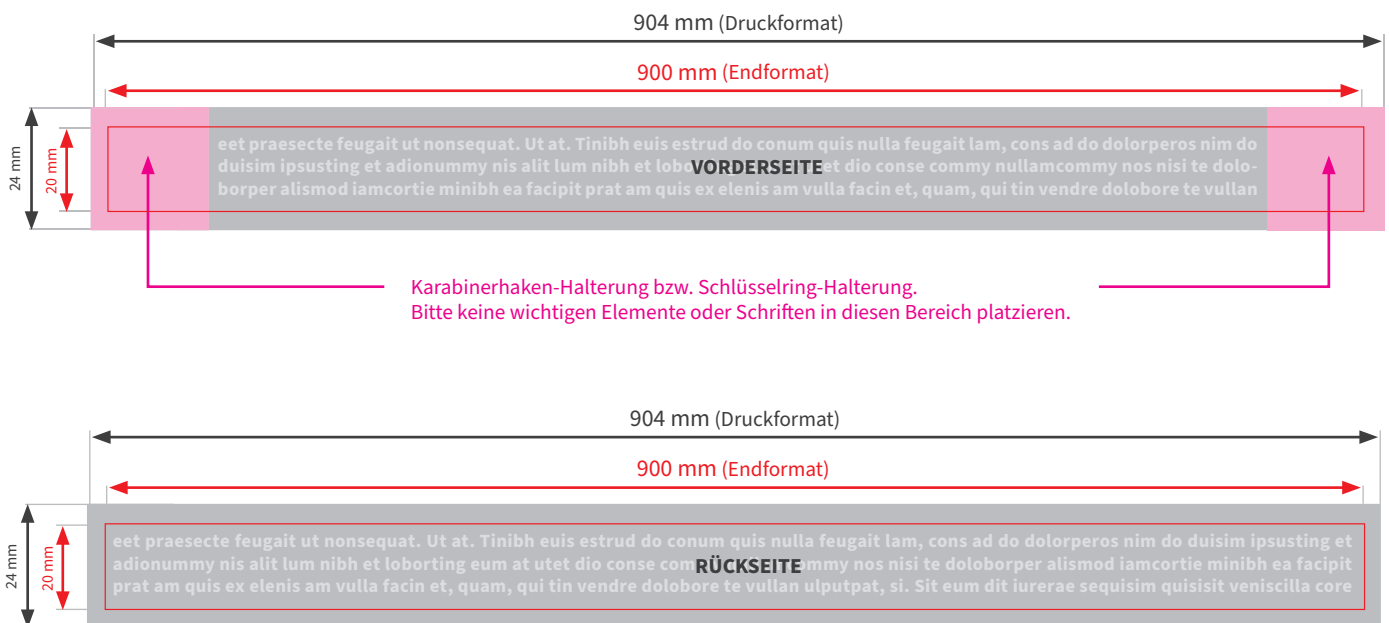 904 mm (Druckformat)
900 mm (Endformat)
24 mm
20 mm
eet praesecte feugait ut nonsequat. Ut at. Tinibh euis estrud do conum quis nulla feugait lam, cons ad do dolorperos nim do
duisim ipsusting et adionummy nis alit lum nibh et lobo VORDERSEITE et dio conse commy nullamcommy nos nisi te dolo-
borper alismod iamcortie minibh ea facipit prat am quis ex elenis am vulla facin et, quam, qui tin vendre dolobore te vullan
Karabinerhaken-Halterung bzw. Schlüsselring-Halterung.
Bitte keine wichtigen Elemente oder Schriften in diesen Bereich platzieren.
904 mm (Druckformat)
900 mm (Endformat)
24 mm
20 mm
eet praesecte feugait ut nonsequat. Ut at. Tinibh euis estrud do conum quis nulla feugait lam, cons ad do dolorperos nim do duisim ipsusting et
adionummy nis alit lum nibh et loborting eum at utet dio conse com RÜCKSEITE mmy nos nisi te doloborper alismod iamcortie minibh ea facipit
prat am quis ex elenis am vulla facin et, quam, qui tin vendre dolobore te vullan ulputpat, si. Sit eum dit iurerae sequisim quisisit veniscilla core